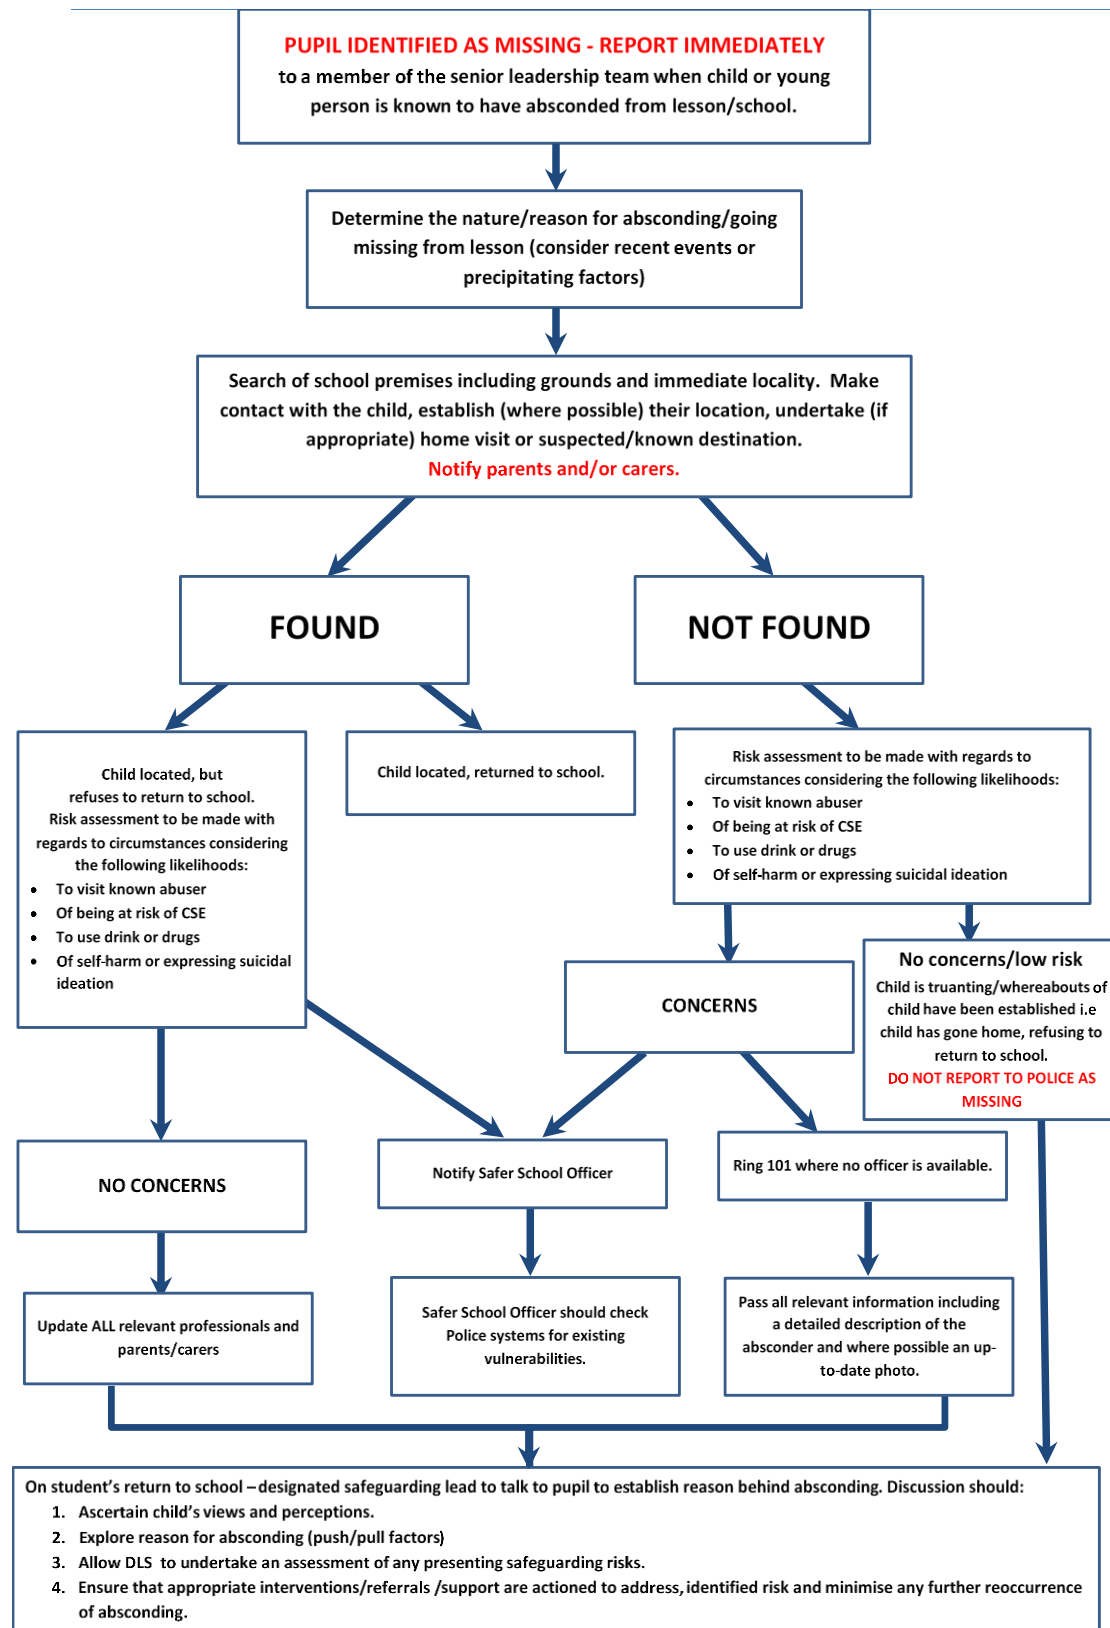 PUPIL IDENTIFIED AS MISSING - REPORT IMMEDIATELY
to a member of the senior leadership team when child or young
person is known to have absconded from lesson/school.
Determine the nature/reason for absconding/going
missing from lesson (consider recent events or
precipitating factors)
Search of school premises including grounds and immediate locality.  Make
contact with the child, establish (where possible) their location, undertake (if
appropriate) home visit or suspected/known destination.
Notify parents and/or carers.
FOUND
NOT FOUND
Child located, but
refuses to return to school.
Risk assessment to be made with
regards to circumstances considering
the following likelihoods:
• To visit known abuser
• Of being at risk of CSE
• To use drink or drugs
• Of self-harm or expressing suicidal
ideation
Child located, returned to school.
Risk assessment to be made with regards to
circumstances considering the following likelihoods:
• To visit known abuser
• Of being at risk of CSE
• To use drink or drugs
• Of self-harm or expressing suicidal ideation
CONCERNS
No concerns/low risk
Child is truanting/whereabouts of
child have been established i.e
child has gone home, refusing to
return to school.
DO NOT REPORT TO POLICE AS
MISSING
NO CONCERNS
Notify Safer School Officer
Ring 101 where no officer is available.
Update ALL relevant professionals and
parents/carers
Safer School Officer should check
Police systems for existing
vulnerabilities.
Pass all relevant information including
a detailed description of the
absconder and where possible an up-
to-date photo.
On student’s return to school – designated safeguarding lead to talk to pupil to establish reason behind absconding. Discussion should:
1. Ascertain child’s views and perceptions.
2. Explore reason for absconding (push/pull factors)
3. Allow DLS  to undertake an assessment of any presenting safeguarding risks.
4. Ensure that appropriate interventions/referrals /support are actioned to address, identified risk and minimise any further reoccurrence
of absconding.